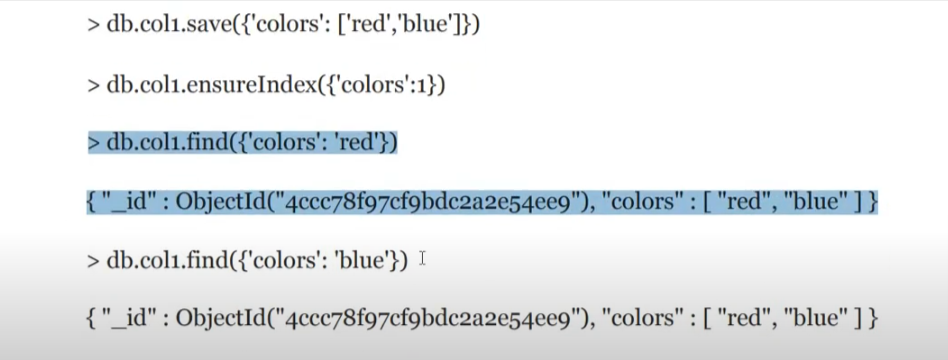 > db.col1.save({'colors': ['red','blue']})
> db.col1.ensureIndex({'colors':1})
> db.col1.find({'colors': 'red'})
{ "_id" : ObjectId("4ccc78f97cf9bdc2a2e54ee9"), "colors" : [ "red", "blue" ] }
> db.col1.find({'colors': 'blue'})
{ "_id" : ObjectId("4ccc78f97cf9bdc2a2e54ee9"), "colors" : [ "red", "blue" ] }